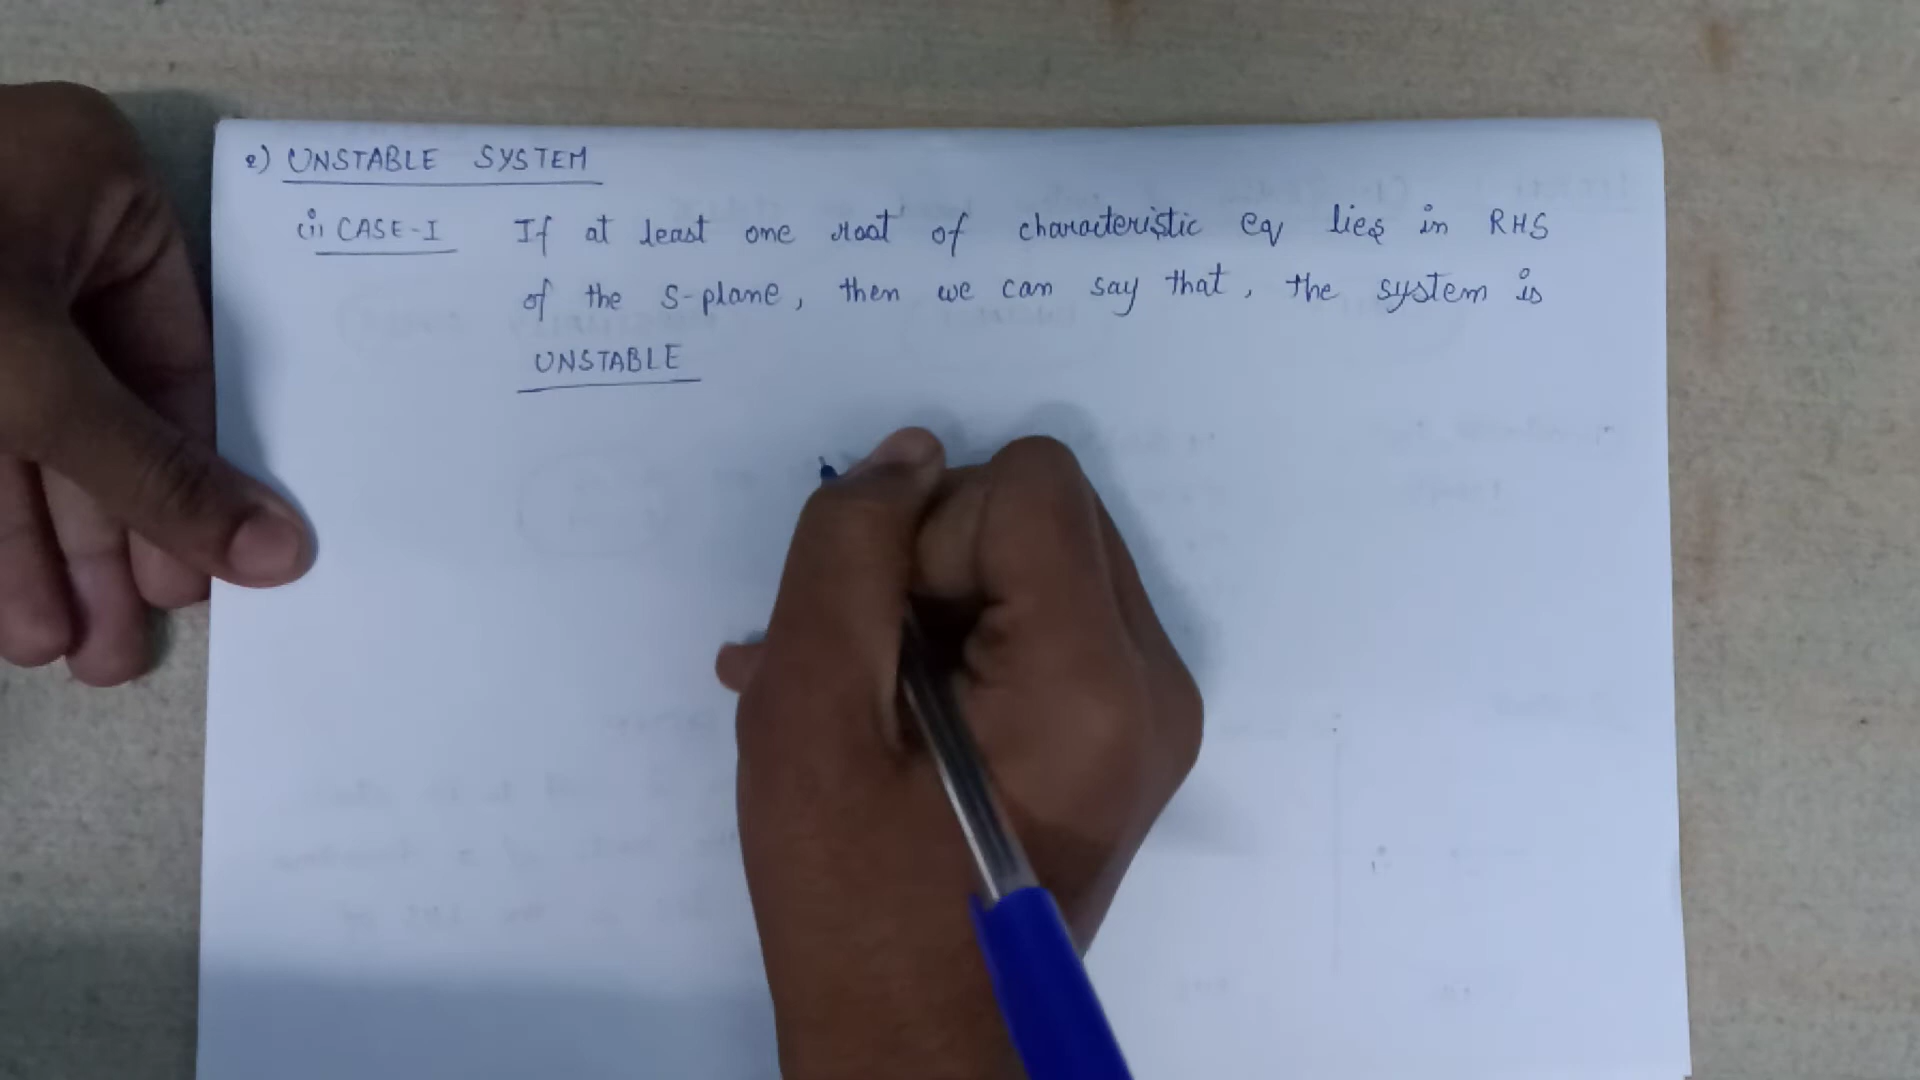 2) UNSTABLE SYSTEM
(i) CASE-I If at least one root of characteristic eq lies in RHS
of the S-plane, then we can say that, the system is
UNSTABLE